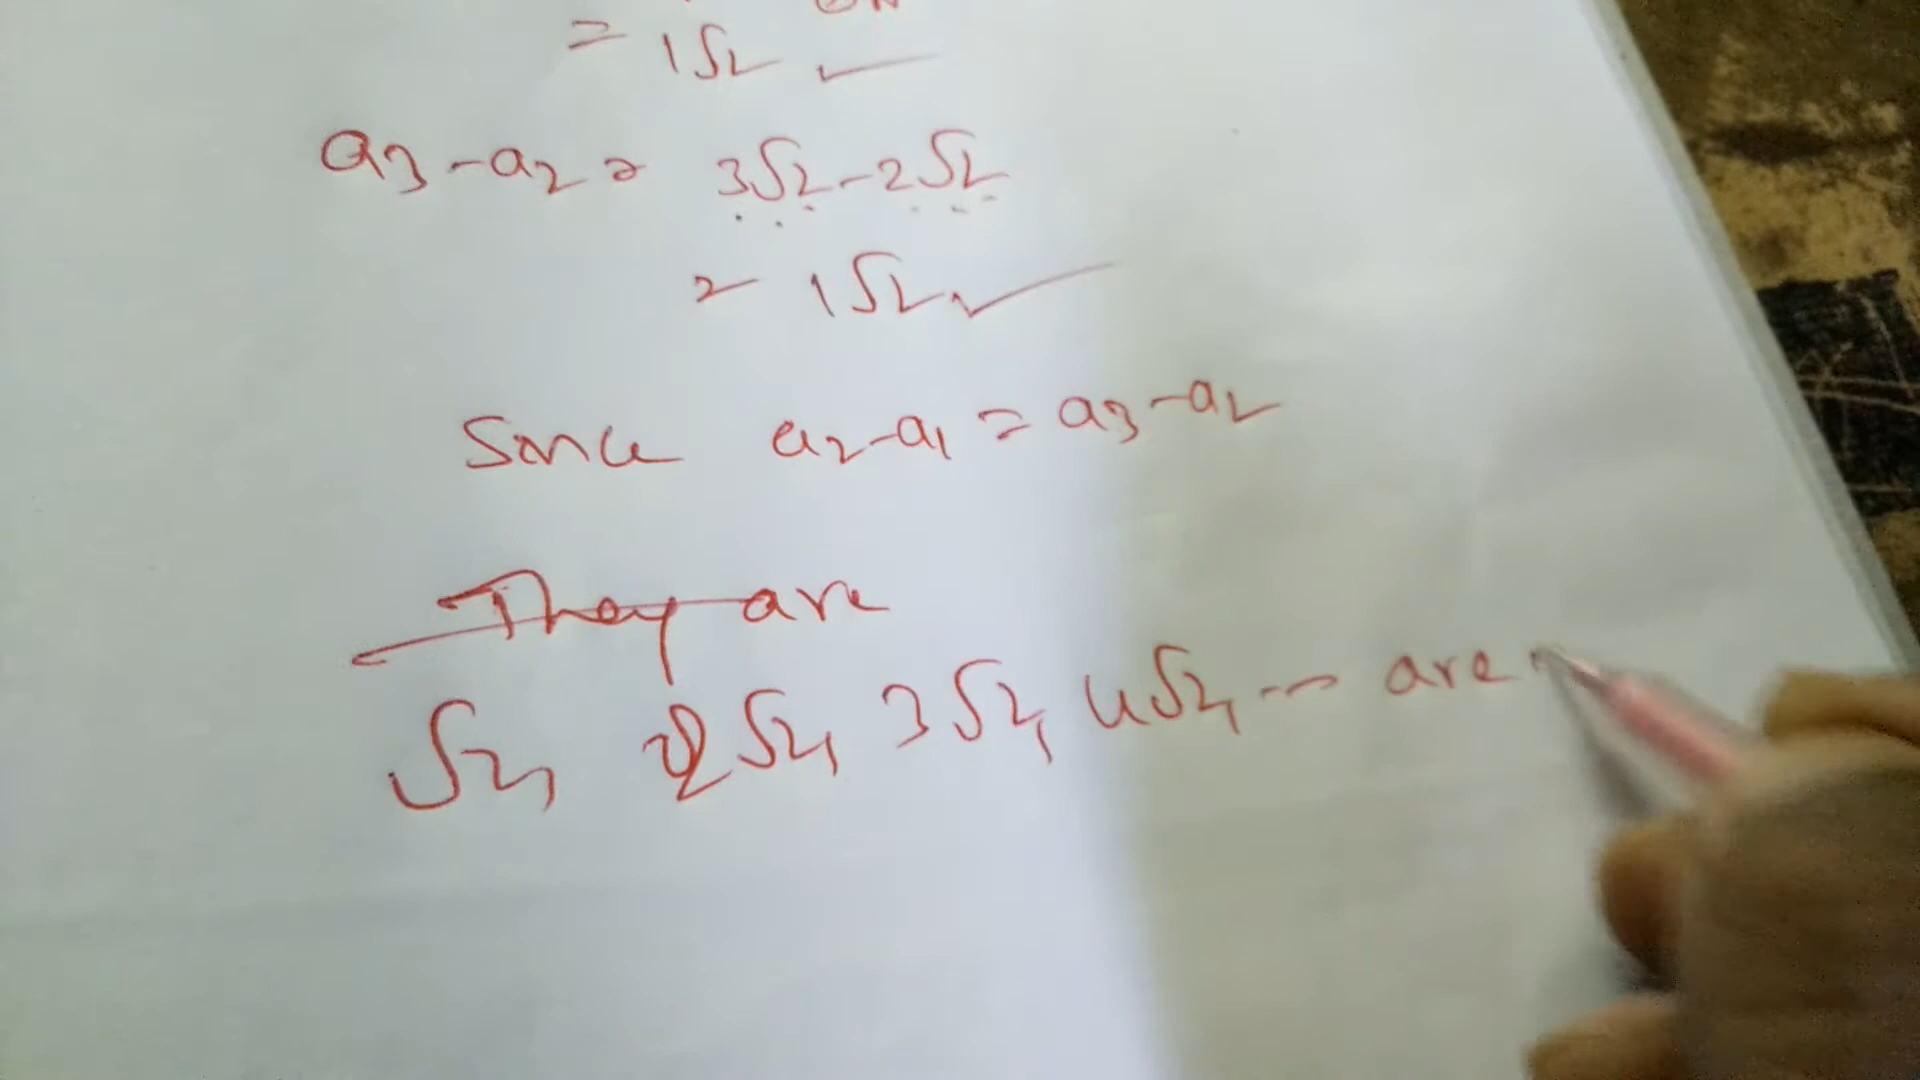 = 1√2 ✓
a3 - a2 = 3√2 - 2√2
= 1√2 ✓
Since a2 - a1 = a3 - a2
They are
√2, 2√2, 3√2, 4√2, --- are